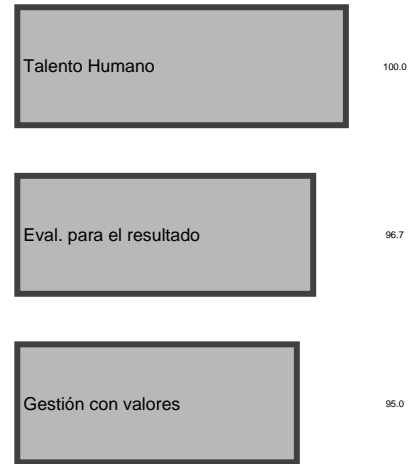 Talento Humano 100.0
Eval. para el resultado 96.7
Gestión con valores 95.0